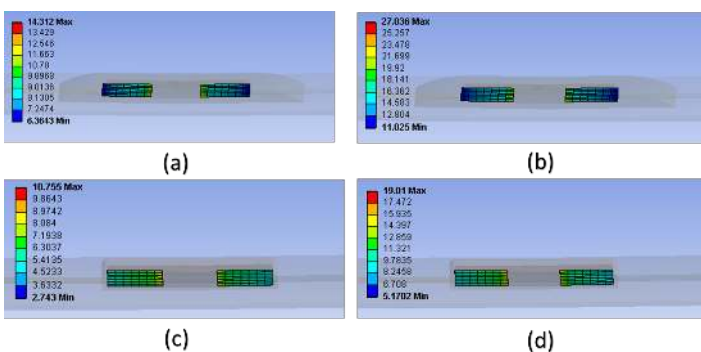 14.312 Max
13.429
12.546
11.663
10.78
9.8968
9.0136
8.1305
7.2474
6.3643 Min
(a)
27.036 Max
25.257
23.478
21.699
19.92
18.141
16.362
14.583
12.804
11.025 Min
(b)
10.755 Max
9.8643
8.9742
8.084
7.1938
6.3037
5.4135
4.5233
3.6332
2.743 Min
(c)
19.01 Max
17.472
15.935
14.397
12.859
11.321
9.7835
8.2458
6.708
5.1702 Min
(d)